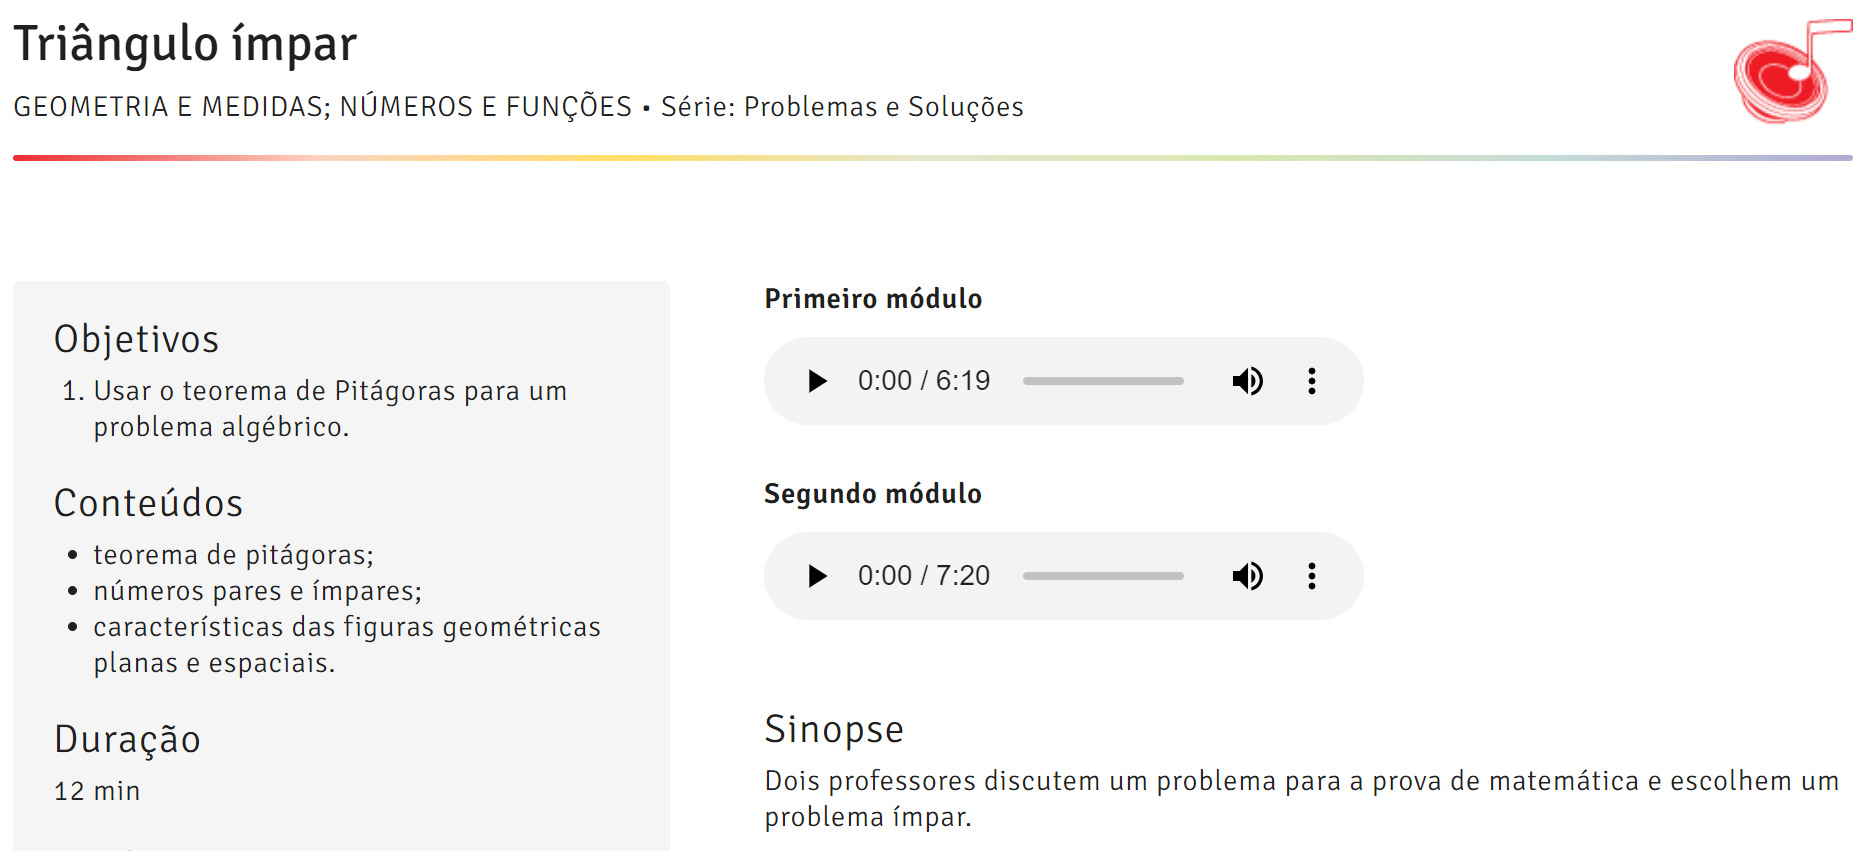 Triângulo ímpar
GEOMETRIA E MEDIDAS; NÚMEROS E FUNÇÕES • Série: Problemas e Soluções
Objetivos
1. Usar o teorema de Pitágoras para um
problema algébrico.
Conteúdos
• teorema de pitágoras;
• números pares e ímpares;
• características das figuras geométricas
planas e espaciais.
Duração
12 min
Primeiro módulo
0:00 / 6:19
Segundo módulo
0:00 / 7:20
Sinopse
Dois professores discutem um problema para a prova de matemática e escolhem um
problema ímpar.